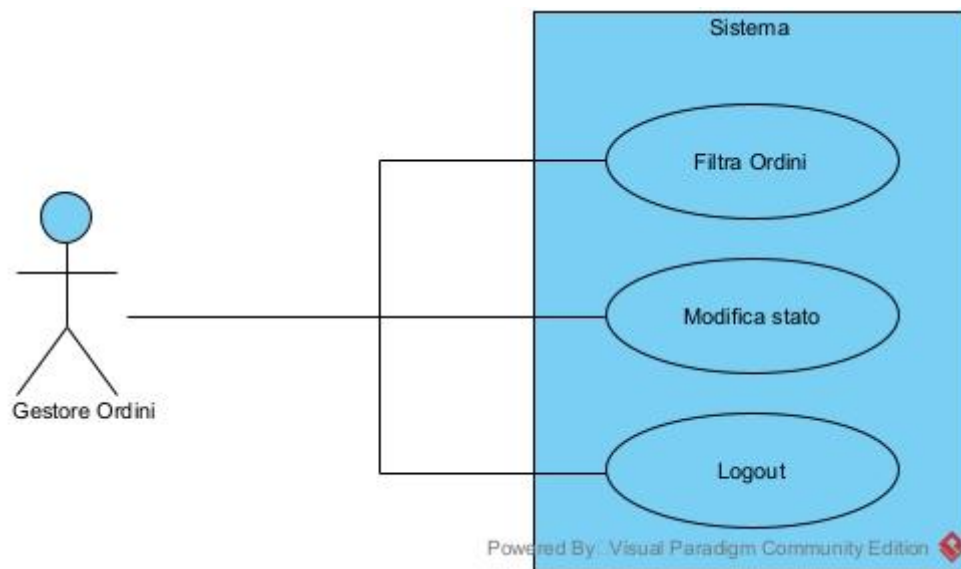 Sistema
Filtra Ordini
Modifica stato
Gestore Ordini
Logout
Powered By Visual Paradigm Community Edition